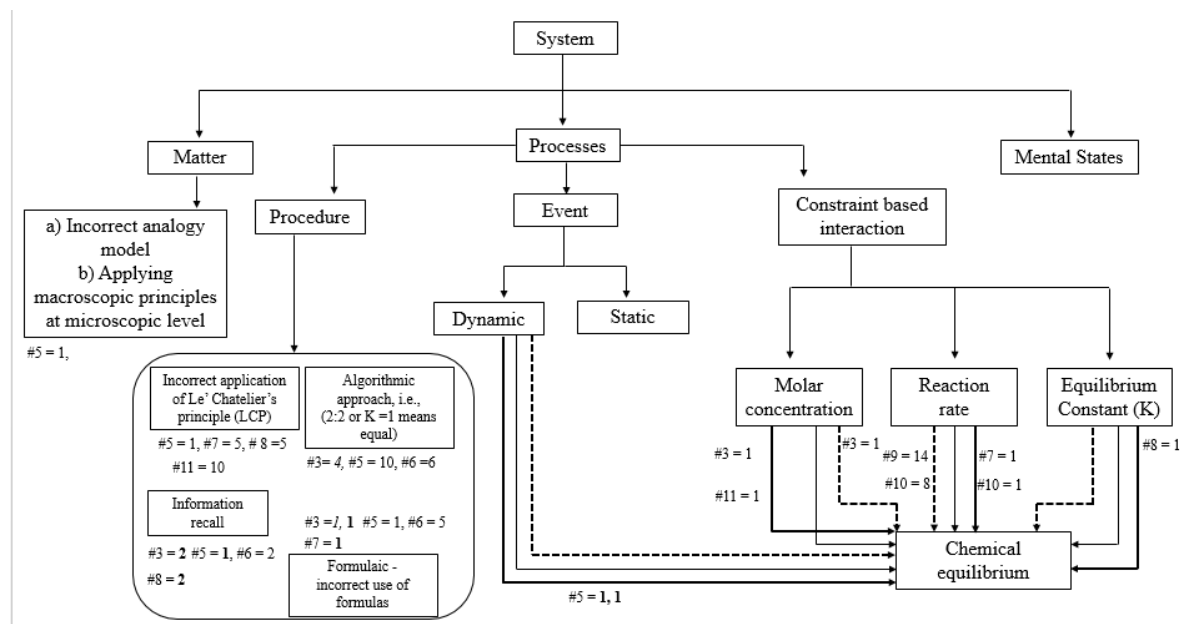 System
Matter
Processes
Mental States
a) Incorrect analogy
model
b) Applying
macroscopic principles
at microscopic level
#5 = 1,
Procedure
Event
Constraint based
interaction
Dynamic
Static
Incorrect application
of Le’ Chatelier’s
principle (LCP)
#5 = 1, #7 = 5, # 8 =5
#11 = 10
Algorithmic
approach, i.e.,
(2:2 or K =1 means
equal)
#3= 4, #5 = 10, #6 =6
Information
recall
#3 = 2 #5 = 1, #6 = 2
#8 = 2
#3 =1, 1 #5 = 1, #6 = 5
#7 = 1
Formulaic -
incorrect use of
formulas
Molar
concentration
Reaction
rate
Equilibrium
Constant (K)
#3 = 1
#11 = 1
#3 = 1
#9 = 14
#10 = 8
#7 = 1
#10 = 1
#8 = 1
Chemical
equilibrium
#5 = 1, 1